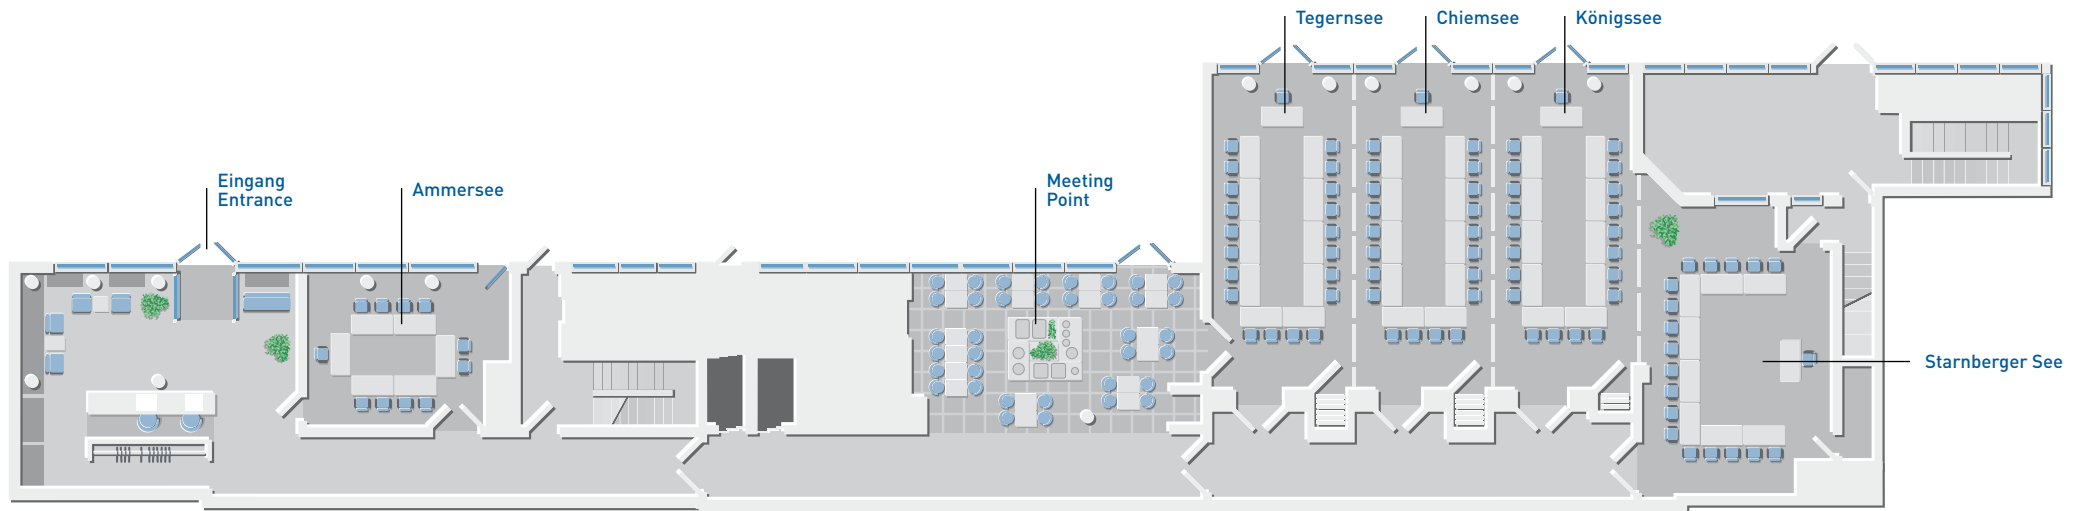 Tegernsee
Chiemsee
Königssee
Eingang
Entrance
Ammersee
Meeting
Point
Starnberger See